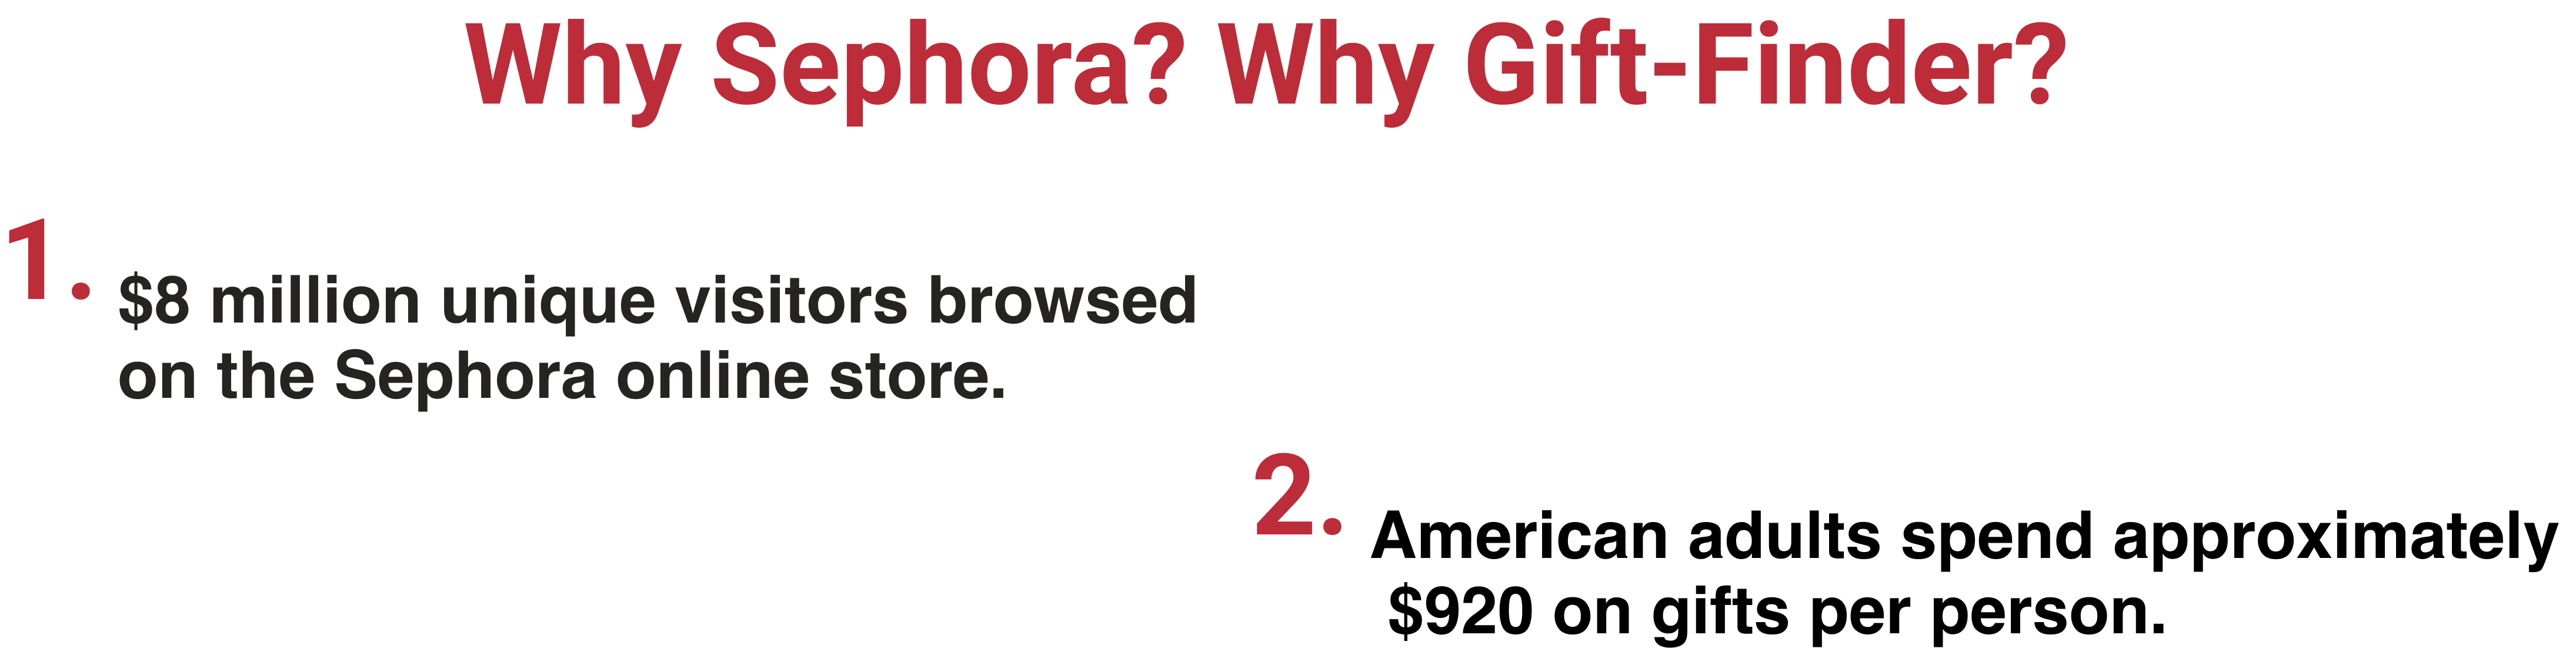 Why Sephora? Why Gift-Finder?
1.
$8 million unique visitors browsed
on the Sephora online store.
2.
American adults spend approximately
$920 on gifts per person.